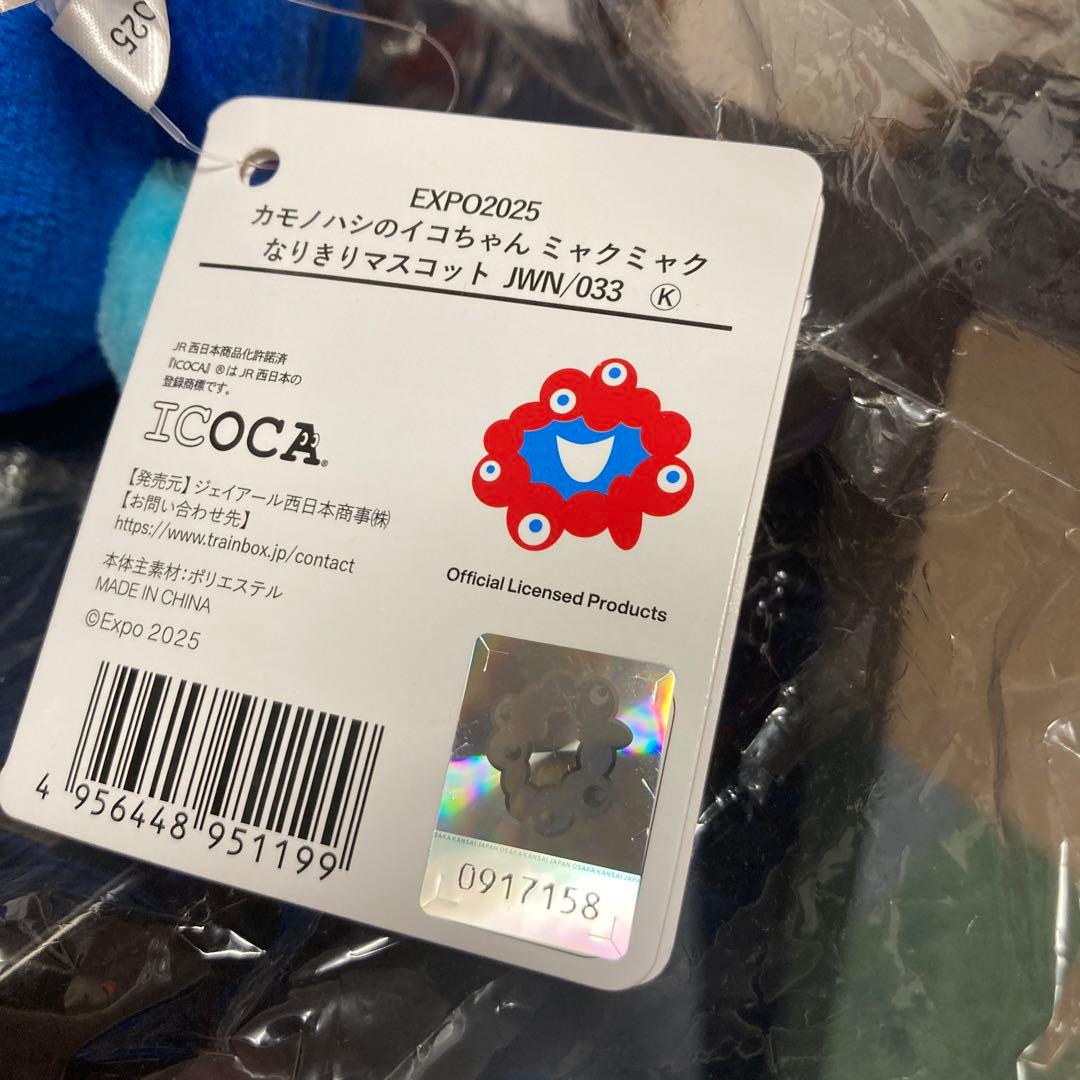 025
EXPO2025
カモノハシのイコちゃん ミャクミャク
なりきりマスコット JWN/033 Ⓚ
JR西日本商品化許諾済
『ICOCA』®はJR西日本の
登録商標です。
ICOCA®
【発売元】ジェイアール西日本商事㈱
【お問い合わせ先】
https://www.trainbox.jp/contact
本体主素材：ポリエステル
MADE IN CHINA
©Expo 2025
Official Licensed Products
4 956448 951199
OSAKA KANSAI JAPAN OSAKA KANSAI JAPAN OSAKA KANSAI JAPA
0917158